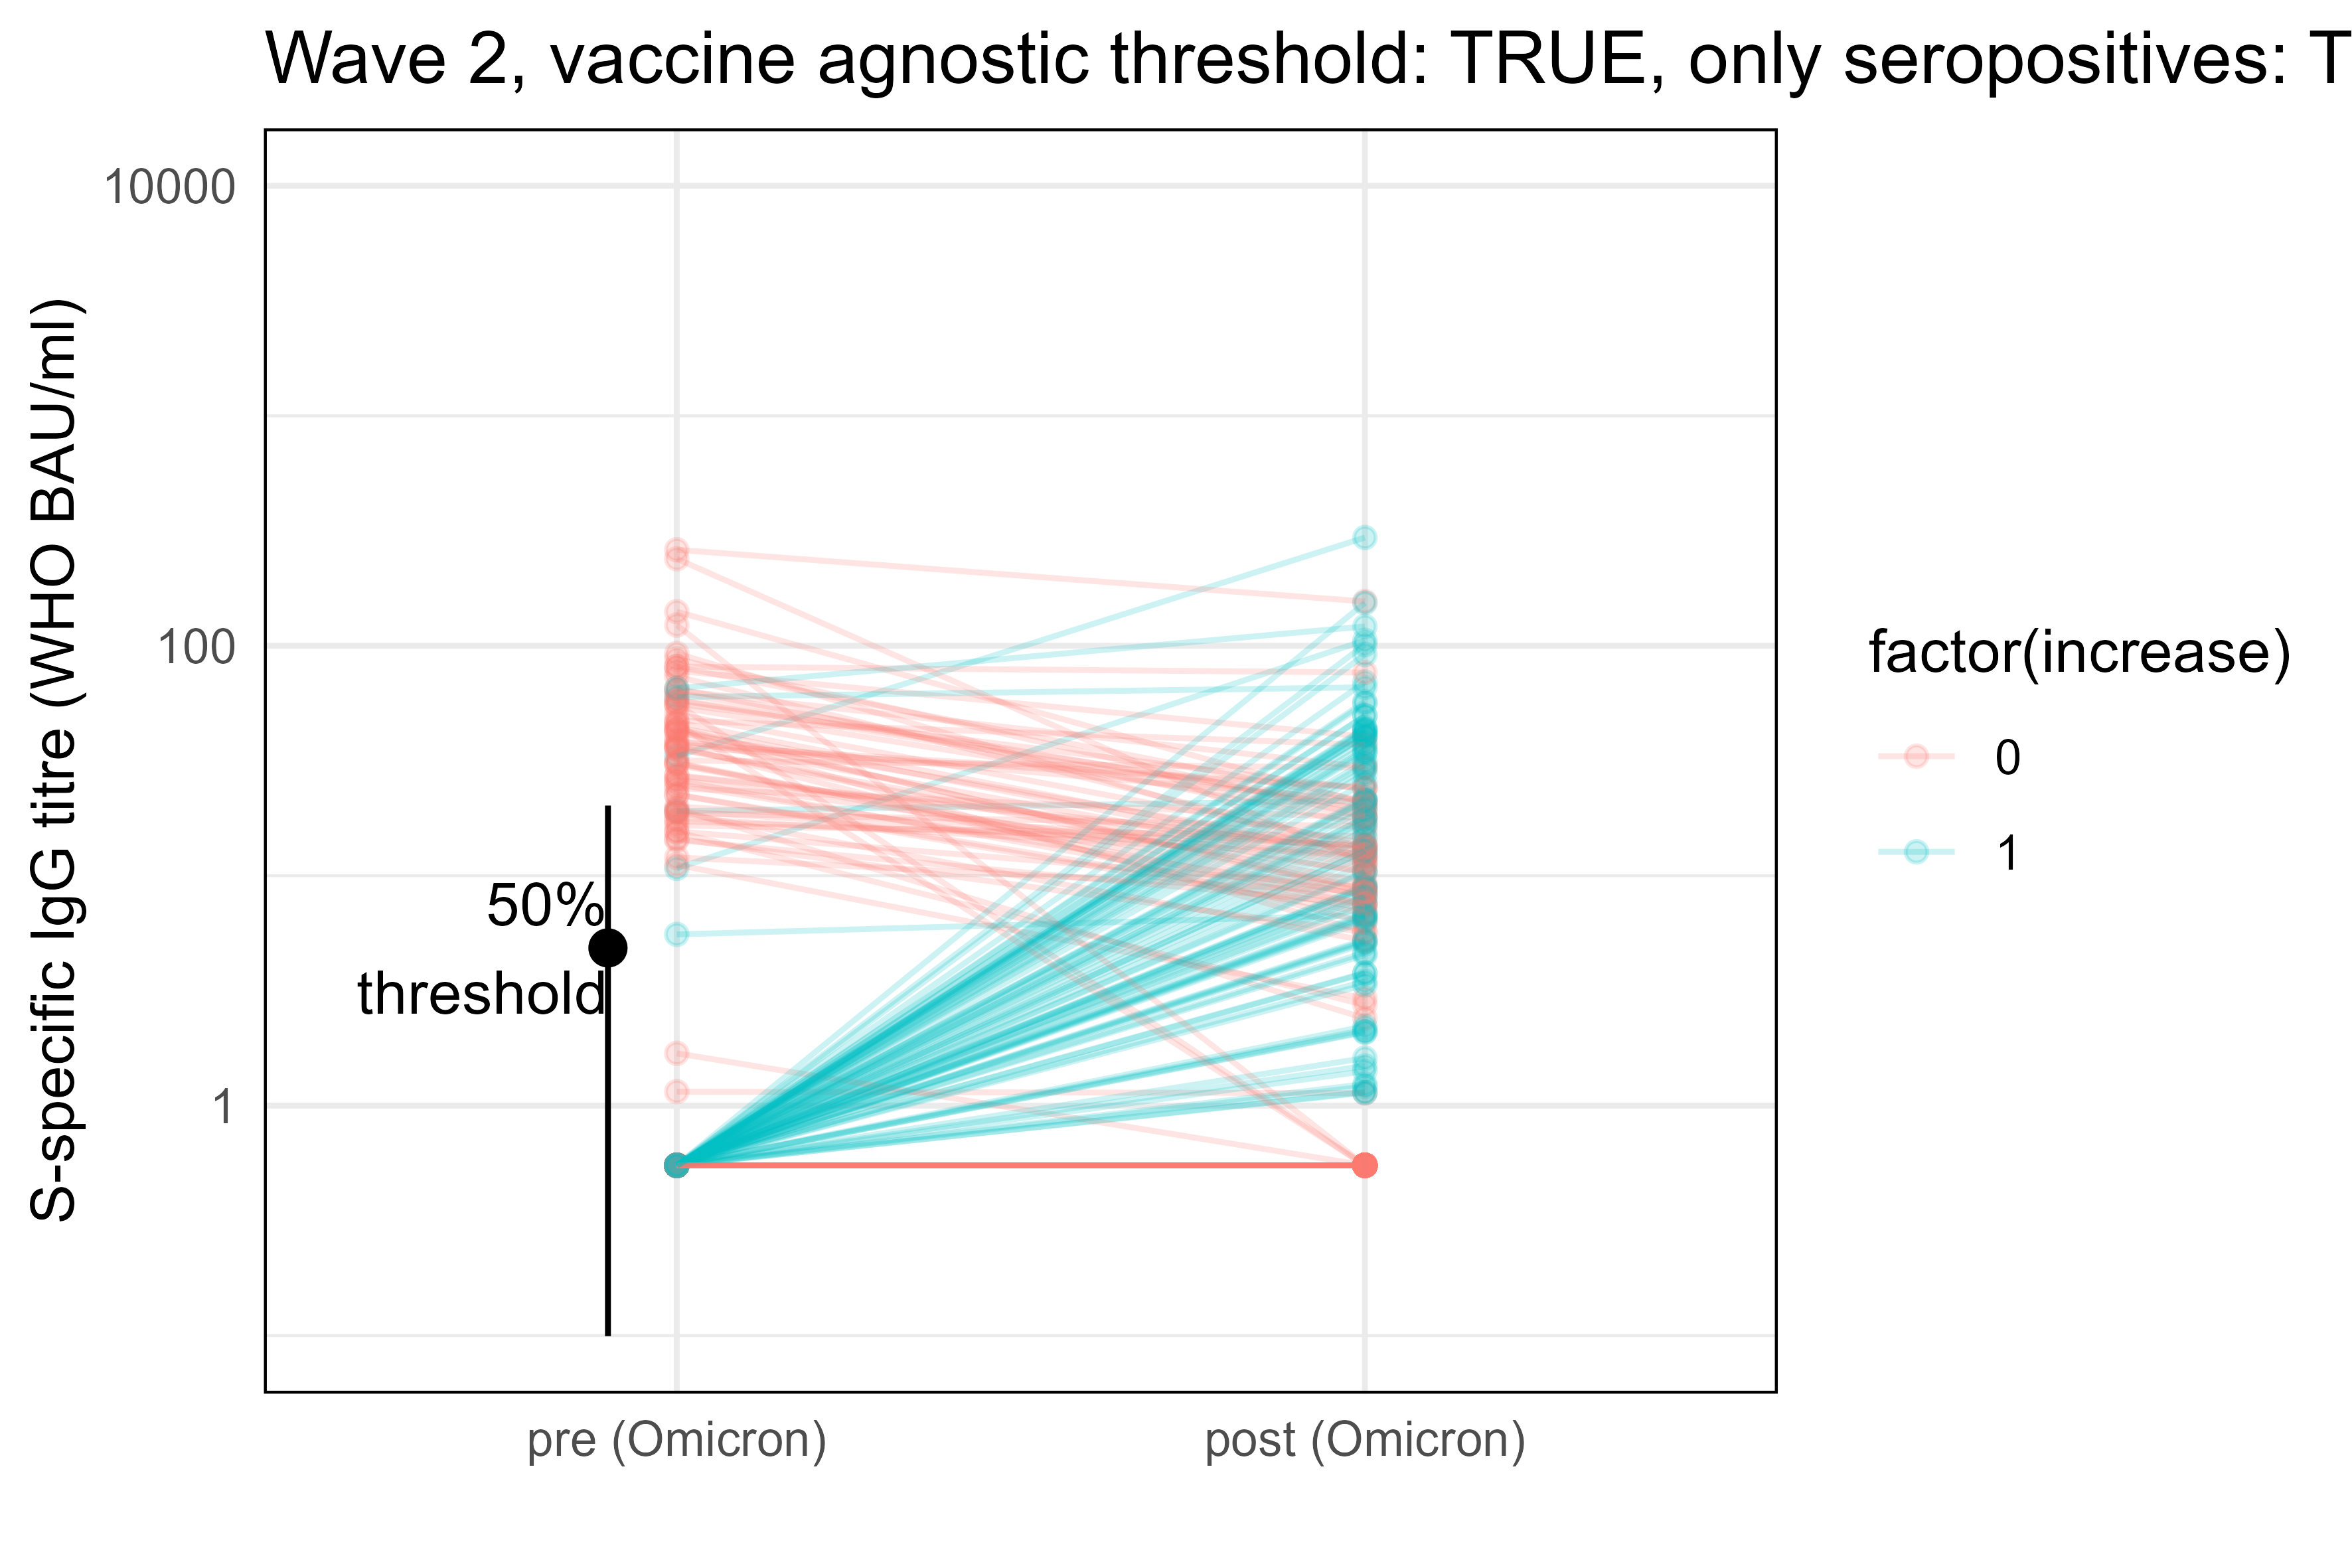 Wave 2, vaccine agnostic threshold: TRUE, only seropositives: T
S-specific IgG titre (WHO BAU/ml)
10000
100
1
50%
threshold
pre (Omicron)
post (Omicron)
factor(increase)
0
1